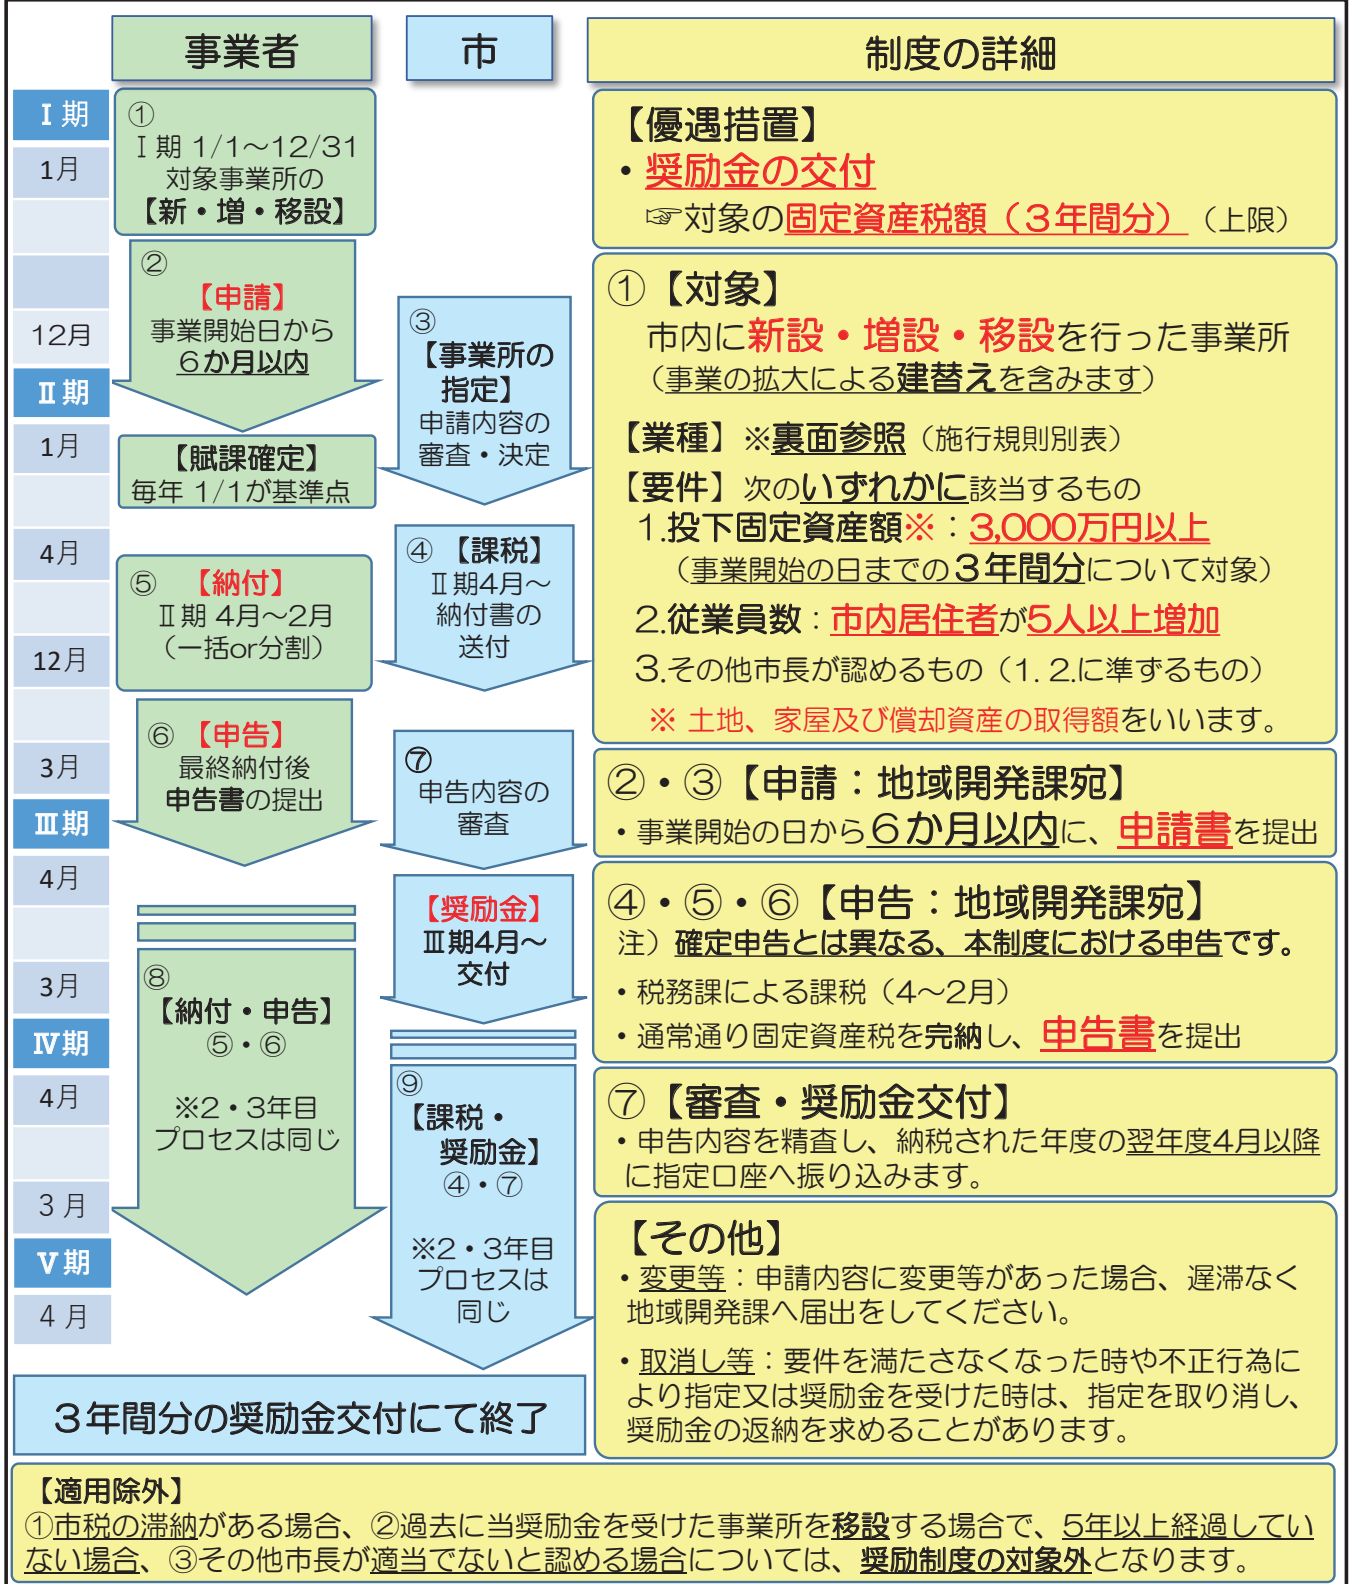 事業者
市
制度の詳細
Ⅰ期
1月
12月
Ⅱ期
1月
4月
12月
3月
Ⅲ期
4月
3月
Ⅳ期
4月
3月
Ⅴ期
4月
①
Ⅰ期 1/1～12/31
対象事業所の
【新・増・移設】
②
【申請】
事業開始日から
６か月以内
【賦課確定】
毎年 1/1が基準点
⑤ 【納付】
Ⅱ期 4月～2月
（一括or分割）
⑥ 【申告】
最終納付後
申告書の提出
⑧
【納付・申告】
⑤・⑥
※2・3年目
プロセスは同じ
③
【事業所の
指定】
申請内容の
審査・決定
④ 【課税】
Ⅱ期4月～
納付書の
送付
⑦
申告内容の
審査
【奨励金】
Ⅲ期4月～
交付
⑨
【課税・
奨励金】
④・⑦
※2・3年目
プロセスは
同じ
３年間分の奨励金交付にて終了
【優遇措置】
・奨励金の交付
☞対象の固定資産税額（３年間分）（上限）
①【対象】
市内に新設・増設・移設を行った事業所
（事業の拡大による建替えを含みます）
【業種】※裏面参照（施行規則別表）
【要件】次のいずれかに該当するもの
1.投下固定資産額※：3,000万円以上
（事業開始の日までの３年間分について対象）
2.従業員数：市内居住者が5人以上増加
3.その他市長が認めるもの（1. 2.に準ずるもの）
※ 土地、家屋及び償却資産の取得額をいいます。
②・③【申請：地域開発課宛】
・事業開始の日から６か月以内に、申請書を提出
④・⑤・⑥【申告：地域開発課宛】
注）確定申告とは異なる、本制度における申告です。
・税務課による課税（4～2月）
・通常通り固定資産税を完納し、申告書を提出
⑦【審査・奨励金交付】
・申告内容を精査し、納税された年度の翌年度4月以降
に指定口座へ振り込みます。
【その他】
・変更等：申請内容に変更等があった場合、遅滞なく
地域開発課へ届出をしてください。
・取消し等：要件を満たさなくなった時や不正行為に
より指定又は奨励金を受けた時は、指定を取り消し、
奨励金の返納を求めることがあります。
【適用除外】
①市税の滞納がある場合、②過去に当奨励金を受けた事業所を移設する場合で、5年以上経過してい
ない場合、③その他市長が適当でないと認める場合については、奨励制度の対象外となります。